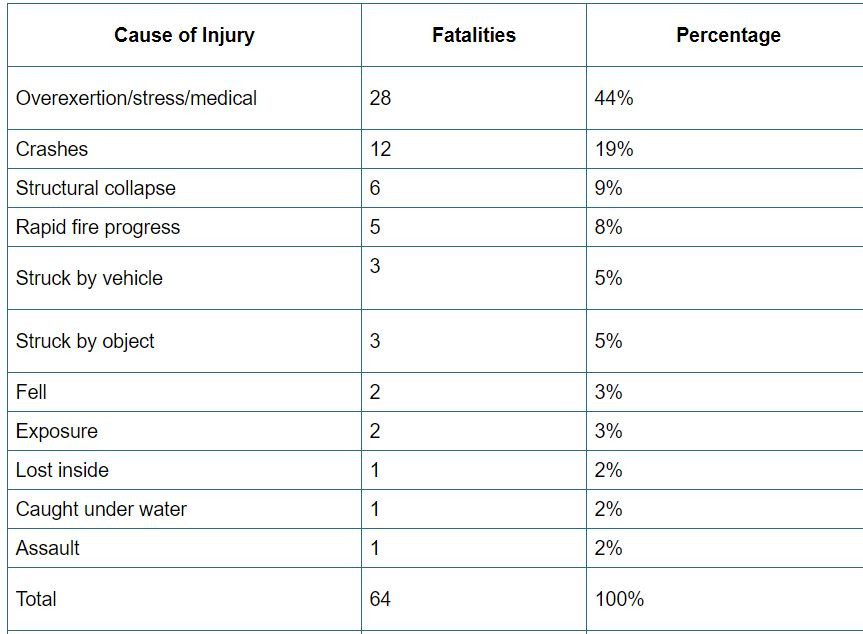 Cause of Injury Fatalities Percentage
Overexertion/stress/medical 28 44%
Crashes 12 19%
Structural collapse 6 9%
Rapid fire progress 5 8%
Struck by vehicle 3 5%
Struck by object 3 5%
Fell 2 3%
Exposure 2 3%
Lost inside 1 2%
Caught under water 1 2%
Assault 1 2%
Total 64 100%